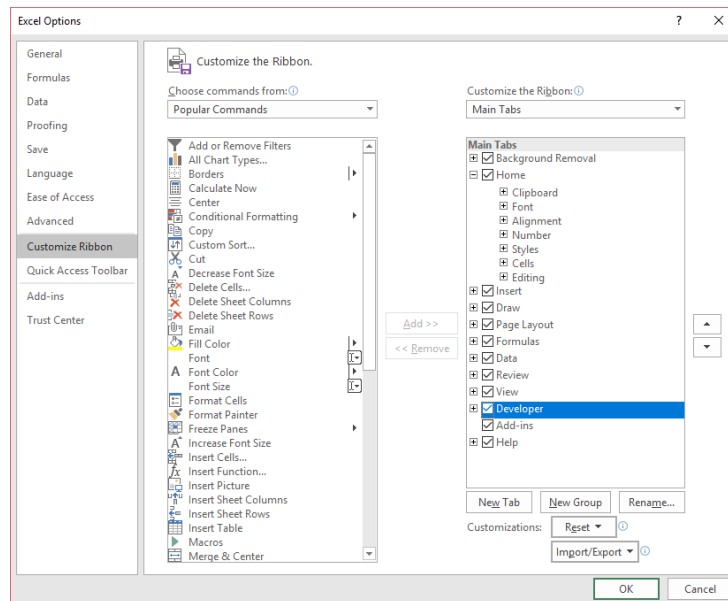 Excel Options
?
General
Formulas
Data
Proofing
Save
Language
Ease of Access
Advanced
Customize Ribbon
Quick Access Toolbar
Add-ins
Trust Center
Customize the Ribbon.
Choose commands from:
Popular Commands
Add or Remove Filters
All Chart Types...
Borders
Calculate Now
Center
Conditional Formatting
Copy
Custom Sort...
Cut
Decrease Font Size
Delete Cells...
Delete Sheet Columns
Delete Sheet Rows
Email
Fill Color
Font
Font Color
Font Size
Format Cells
Format Painter
Freeze Panes
Increase Font Size
Insert Cells...
Insert Function...
Insert Picture
Insert Sheet Columns
Insert Sheet Rows
Insert Table
Macros
Merge & Center
Add >>
<< Remove
Customize the Ribbon:
Main Tabs
Main Tabs
Background Removal
Home
Clipboard
Font
Alignment
Number
Styles
Cells
Editing
Insert
Draw
Page Layout
Formulas
Data
Review
View
Developer
Add-ins
Help
New Tab
New Group
Rename...
Customizations:
Reset
Import/Export
OK
Cancel